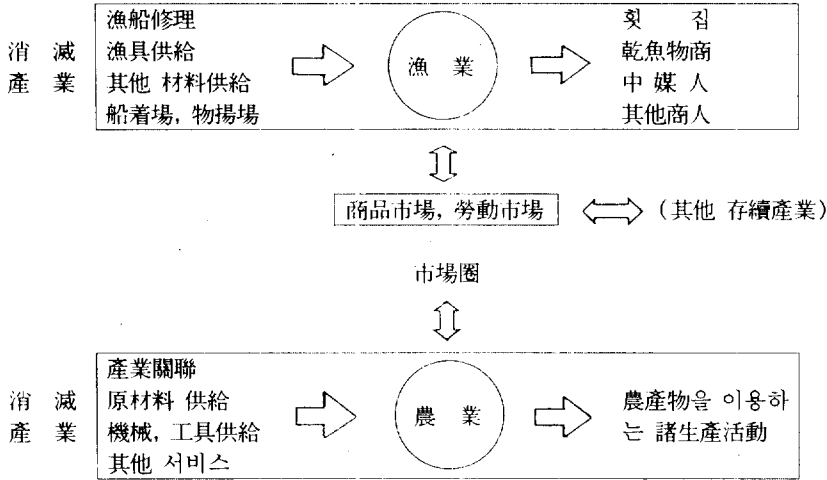 漁船修理
漁具供給
其他 材料供給
船着場, 物揚場
消 滅
產 業
漁 業
횟 집
乾魚物商
中 媒 人
其他商人
商品市場, 勞動市場
(其他 存續產業)
市場圈
產業關聯
原材料 供給
機械, 工具供給
其他 서비스
消 滅
產 業
農 業
農產物을 이용하
는 諸生產活動